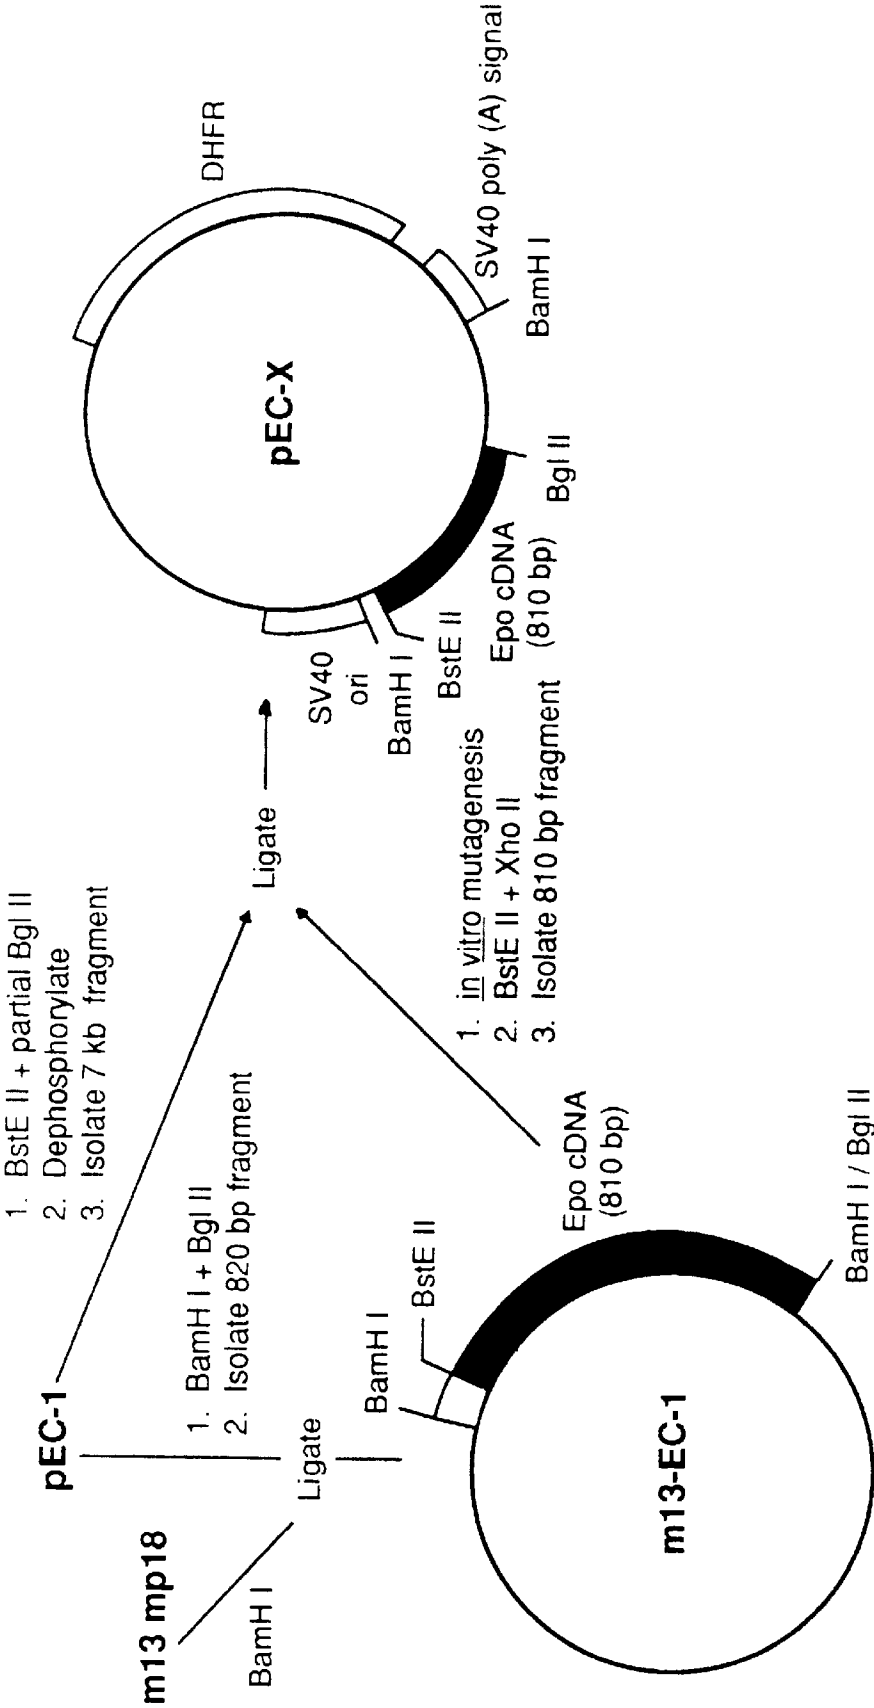 m13 mp18
BamH I
pEC-1
1. BamH I + Bgl II
2. Isolate 820 bp fragment
Ligate
1. BstE II + partial Bgl II
2. Dephosphorylate
3. Isolate 7 kb fragment
m13-EC-1
BamH I
BstE II
Epo cDNA
(810 bp)
BamH I / Bgl II
1. in vitro mutagenesis
2. BstE II + Xho II
3. Isolate 810 bp fragment
Ligate
pEC-X
SV40
ori
BamH I
BstE II
Epo cDNA
(810 bp)
Bgl II
BamH I
SV40 poly (A) signal
DHFR